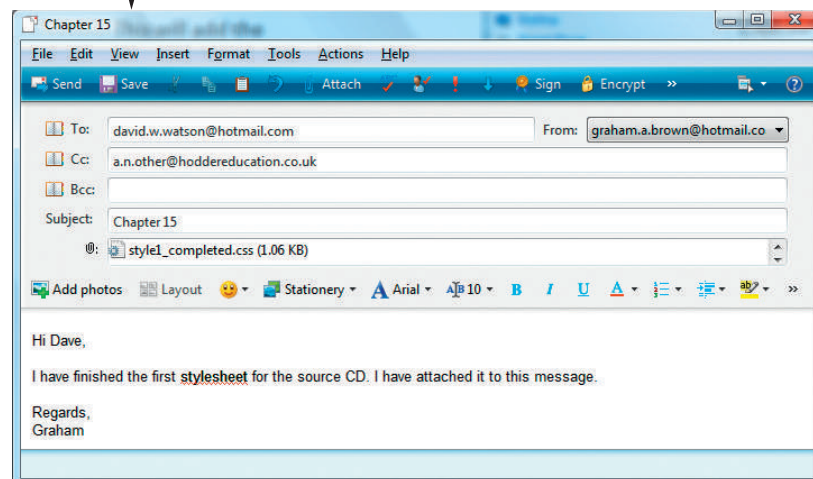 Chapter 15
File Edit View Insert Format Tools Actions Help
Send Save Attach Sign Encrypt »
To: david.w.watson@hotmail.com From: graham.a.brown@hotmail.co
Cc: a.n.other@hoddereducation.co.uk
Bcc:
Subject: Chapter 15
style1_completed.css (1.06 KB)
Add photos Layout Stationery Arial 10 B I U A »
Hi Dave,
I have finished the first stylesheet for the source CD. I have attached it to this message.
Regards,
Graham